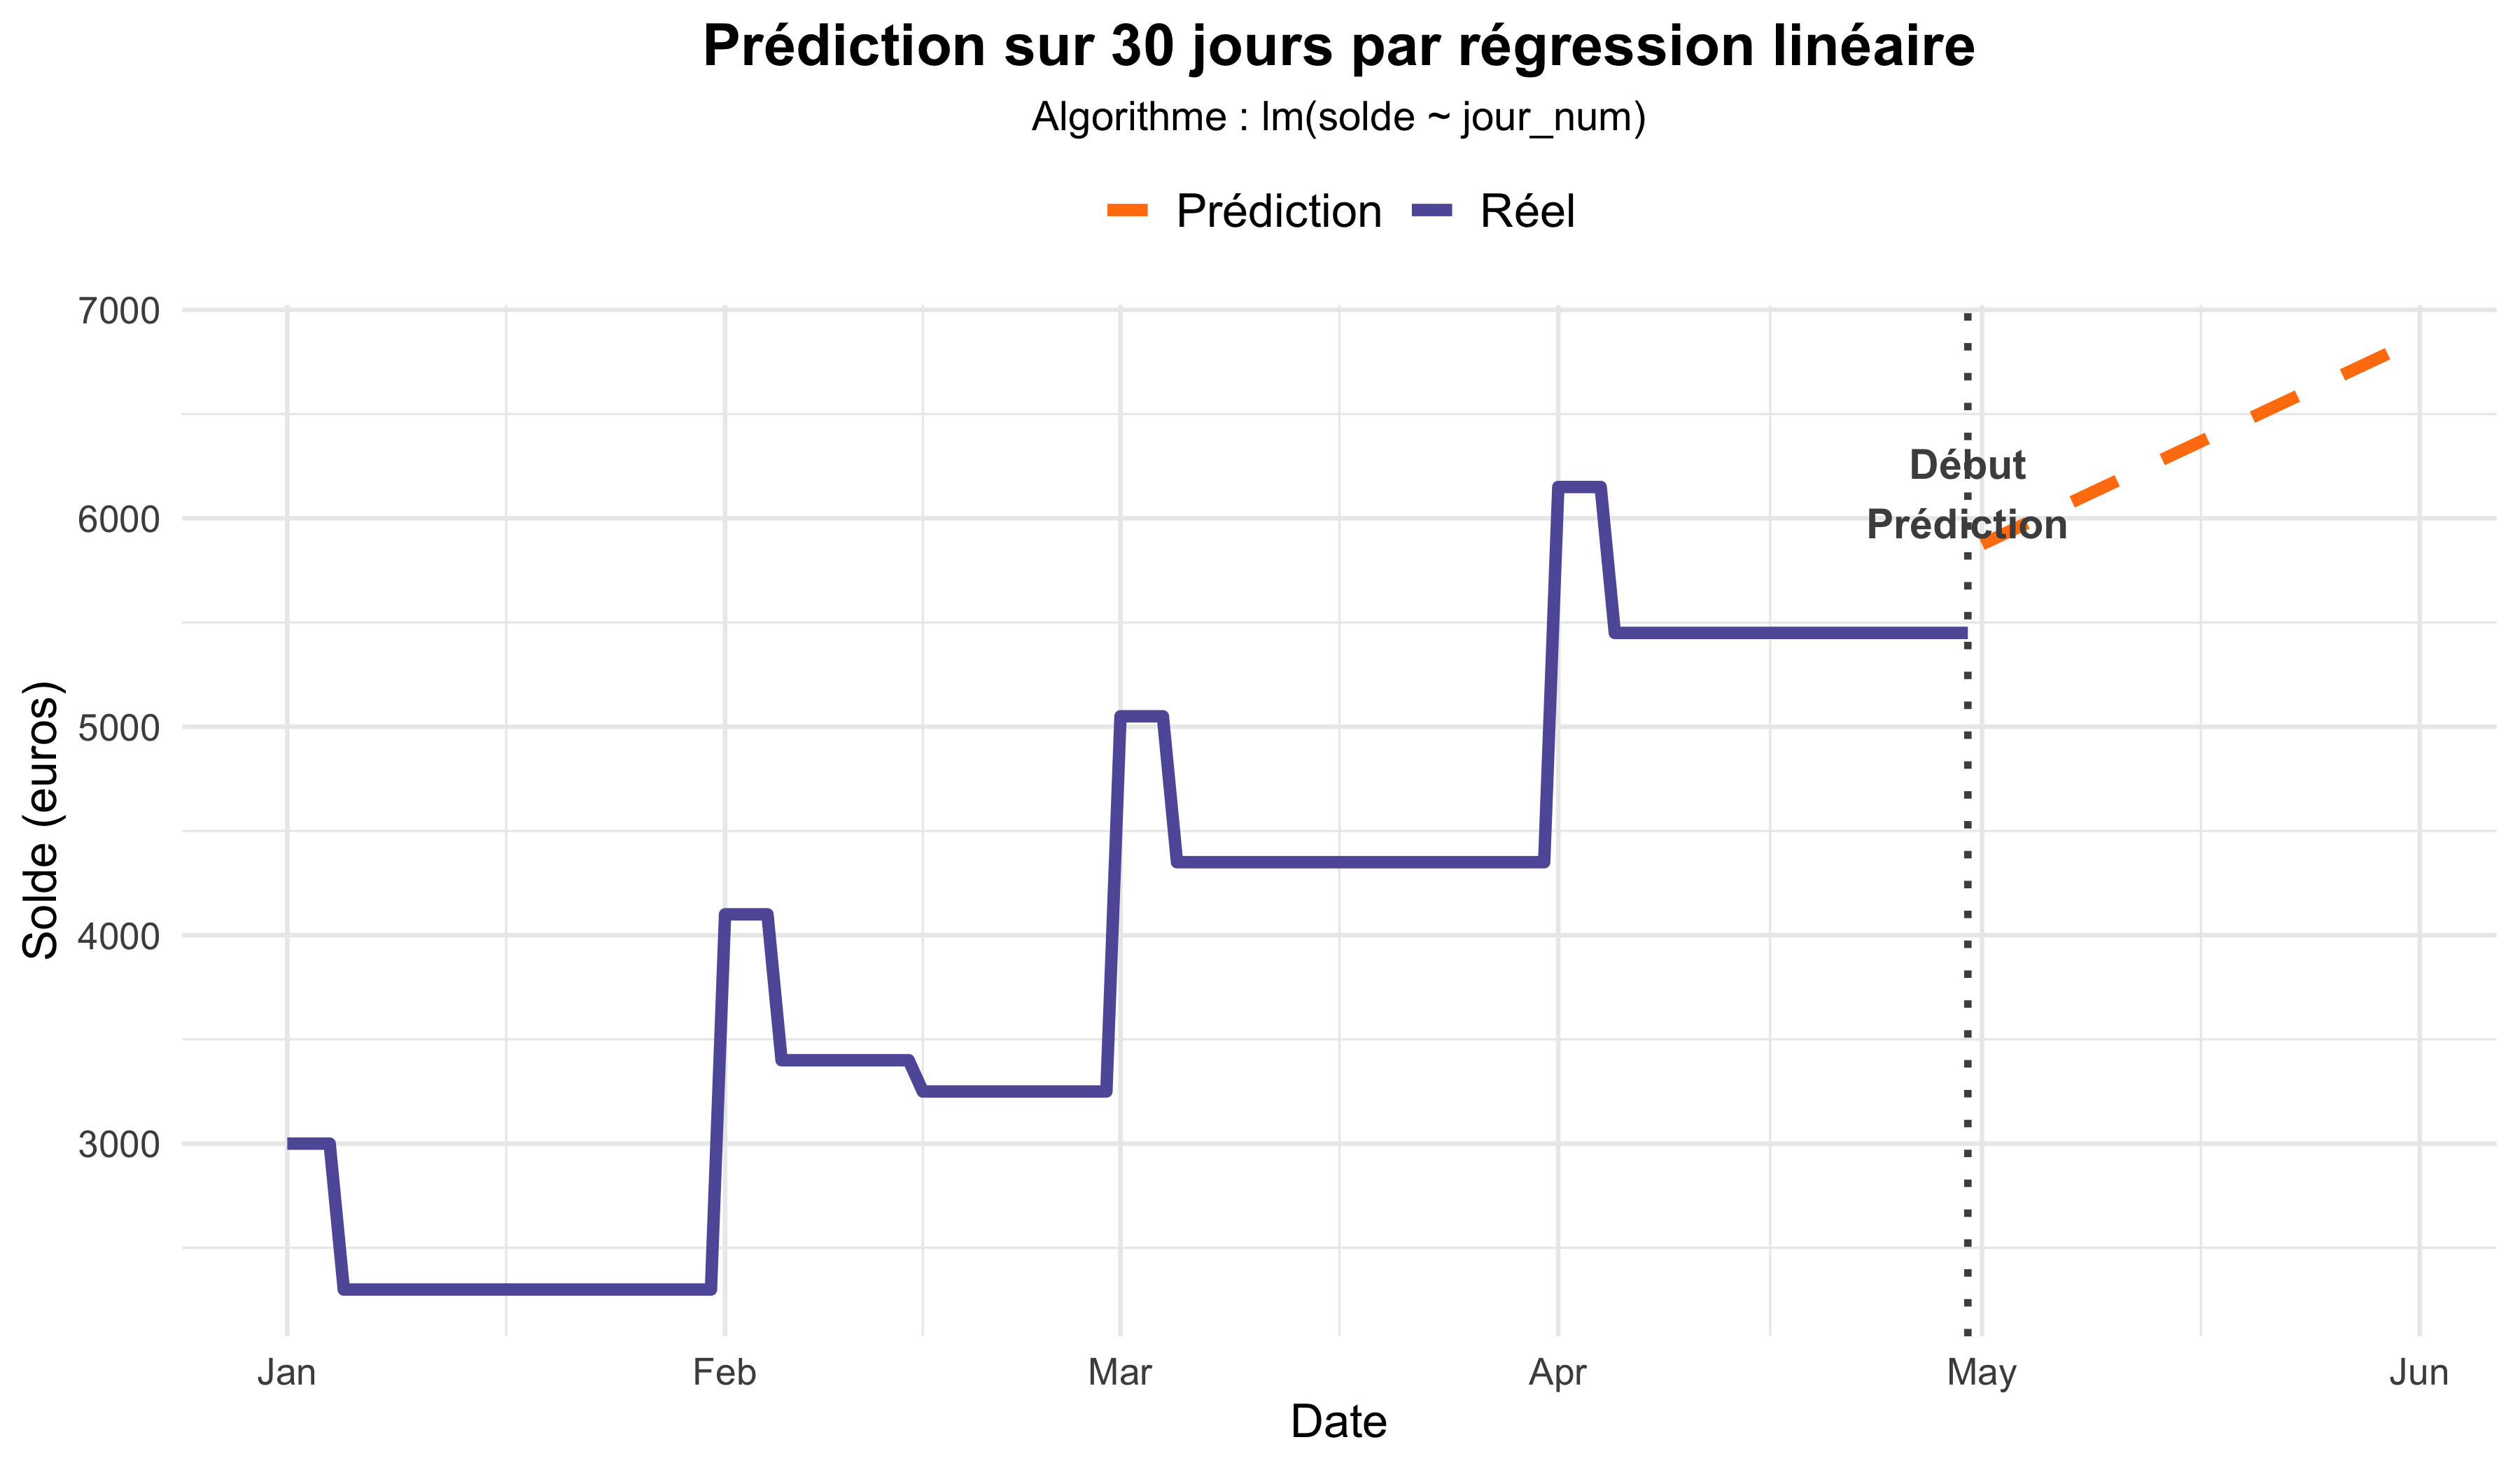 Prédiction sur 30 jours par régression linéaire
Algorithme : lm(solde ~ jour_num)
Prédiction Réel
7000
6000
5000
4000
3000
Solde (euros)
Début
Prédiction
Jan Feb Mar Apr May Jun
Date